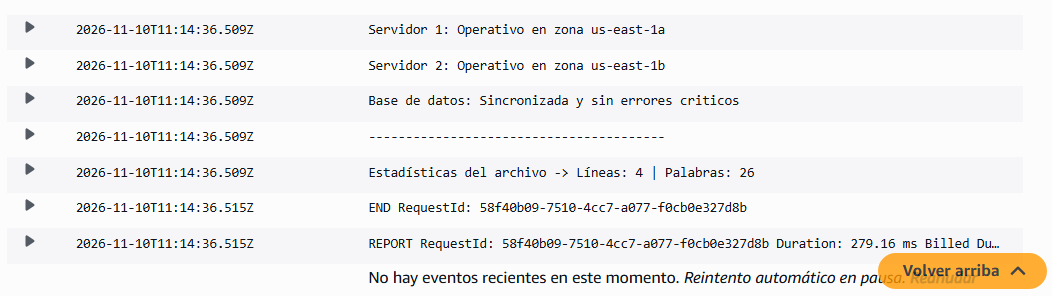 2026-11-10T11:14:36.509Z Servidor 1: Operativo en zona us-east-1a
2026-11-10T11:14:36.509Z Servidor 2: Operativo en zona us-east-1b
2026-11-10T11:14:36.509Z Base de datos: Sincronizada y sin errores criticos
2026-11-10T11:14:36.509Z ----------------------------------------
2026-11-10T11:14:36.509Z Estadísticas del archivo -> Líneas: 4 | Palabras: 26
2026-11-10T11:14:36.515Z END RequestId: 58f40b09-7510-4cc7-a077-f0cb0e327d8b
2026-11-10T11:14:36.515Z REPORT RequestId: 58f40b09-7510-4cc7-a077-f0cb0e327d8b Duration: 279.16 ms Billed Du…
No hay eventos recientes en este momento. Reintento automático en pausa. Reanudar
Volver arriba